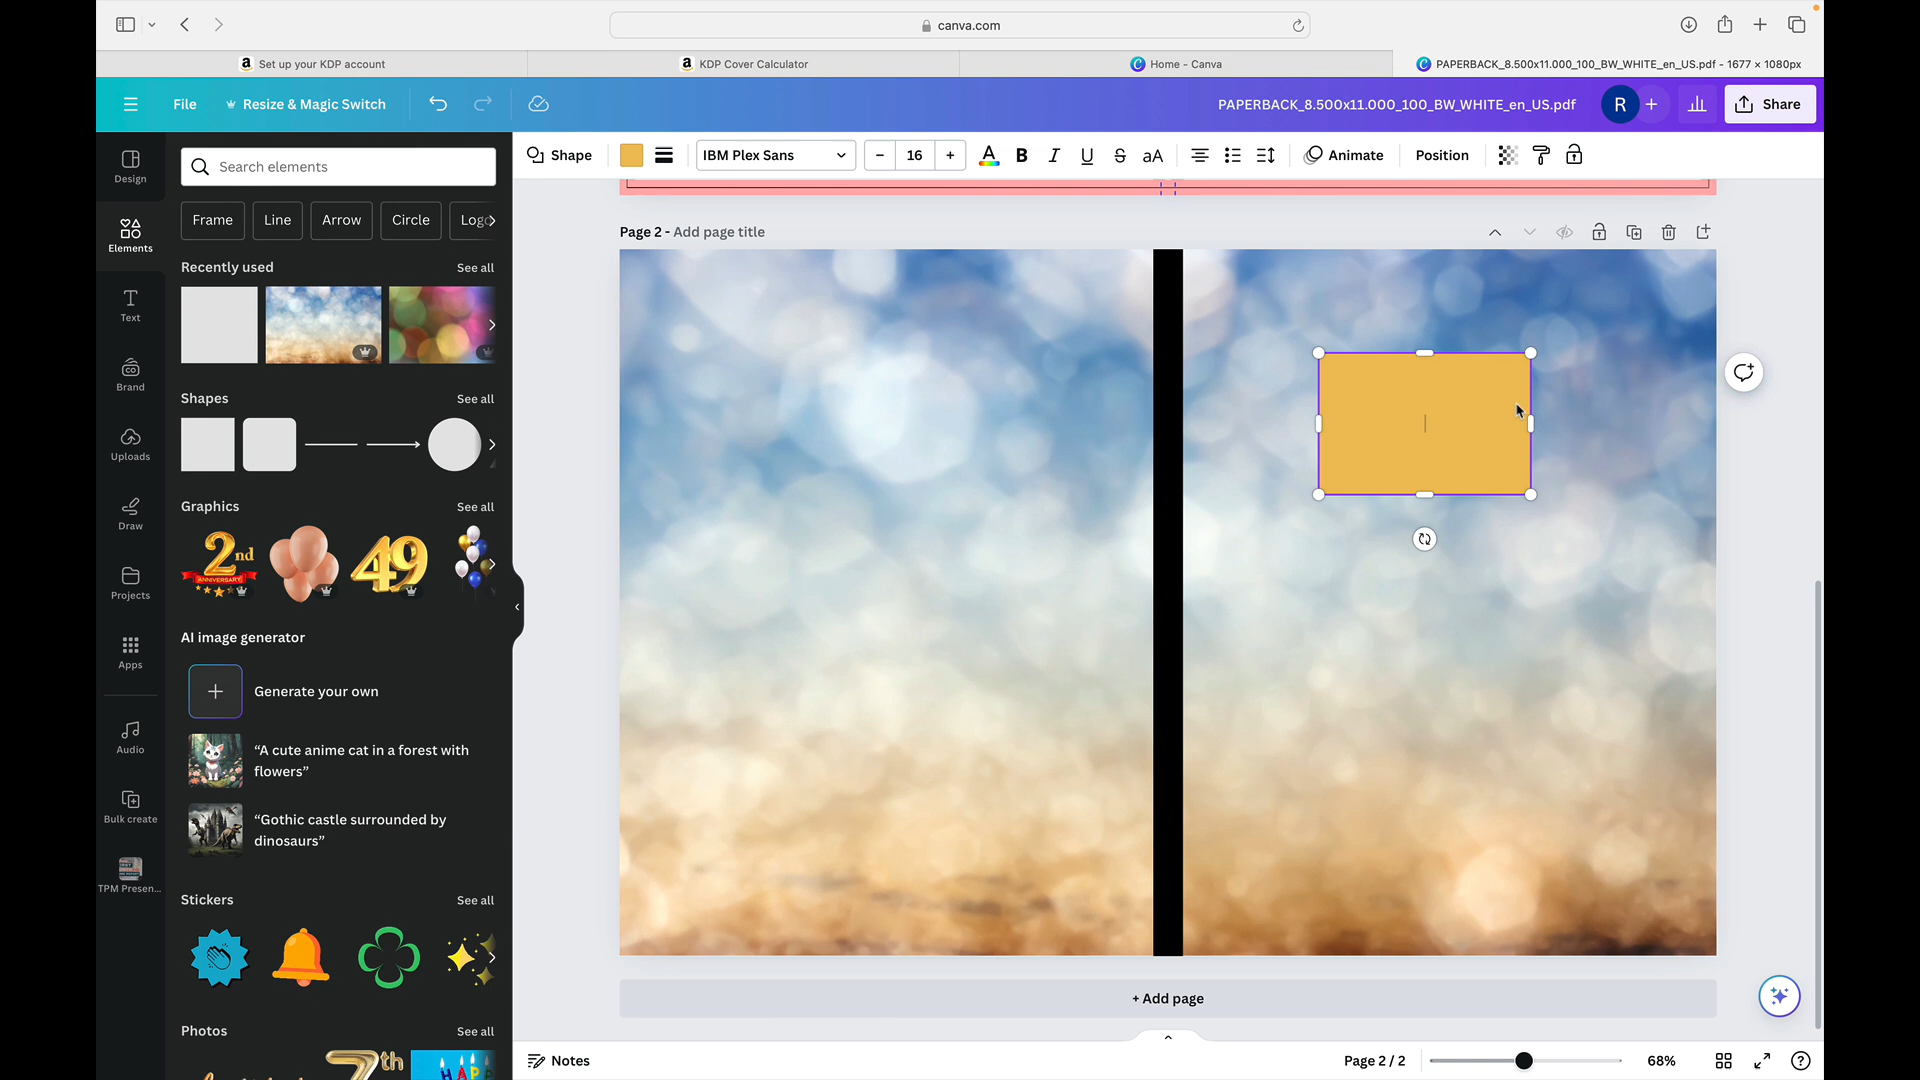 canva.com
Set up your KDP account
KDP Cover Calculator
Home - Canva
PAPERBACK_8.500x11.000_100_BW_WHITE_en_US.pdf - 1677 × 1080px
File
Resize & Magic Switch
PAPERBACK_8.500x11.000_100_BW_WHITE_en_US.pdf
R
Share
Design
Elements
Text
Brand
Uploads
Draw
Projects
Apps
Audio
Bulk create
TPM Presen...
Search elements
Frame
Line
Arrow
Circle
Logo
Recently used
See all
Shapes
See all
Graphics
See all
2nd
ANNIVERSARY
49
AI image generator
Generate your own
“A cute anime cat in a forest with
flowers”
“Gothic castle surrounded by
dinosaurs”
Stickers
See all
Photos
See all
7th
Shape
IBM Plex Sans
16
A
B
I
U
S
aA
Animate
Position
Page 2 - Add page title
+ Add page
Notes
Page 2 / 2
68%